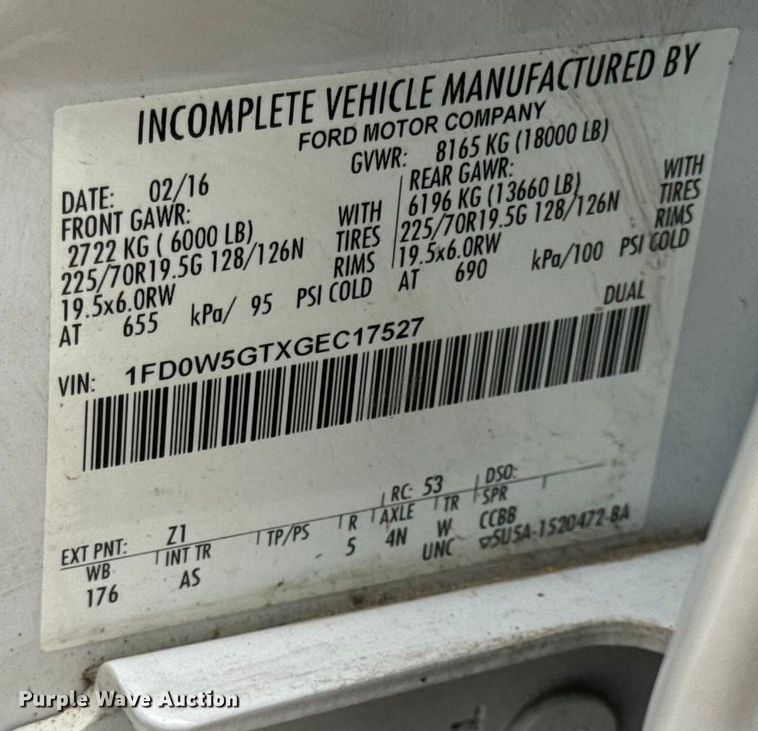 INCOMPLETE VEHICLE MANUFACTURED BY
FORD MOTOR COMPANY
DATE: 02/16 GVWR: 8165 KG (18000 LB)
FRONT GAWR: REAR GAWR:
2722 KG ( 6000 LB) WITH 6196 KG (13660 LB) WITH
225/70R19.5G 128/126N TIRES 225/70R19.5G 128/126N TIRES
19.5x6.0RW RIMS 19.5x6.0RW RIMS
AT 655 kPa/ 95 PSI COLD AT 690 kPa/100 PSI COLD
DUAL
VIN: 1FD0W5GTXGEC17527
EXT PNT: Z1 RC: 53 DSO:
WB INT TR TP/PS R AXLE TR SPR
176 AS 5 4N W CCBB
UNC 5U5A-1520472-BA
Purple Wave Auction